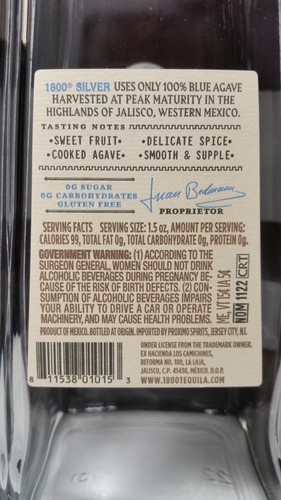 1800® SILVER USES ONLY 100% BLUE AGAVE
HARVESTED AT PEAK MATURITY IN THE
HIGHLANDS OF JALISCO, WESTERN MEXICO.
TASTING NOTES
•SWEET FRUIT• •DELICATE SPICE•
•COOKED AGAVE• •SMOOTH & SUPPLE•
0G SUGAR
0G CARBOHYDRATES
GLUTEN FREE
Juan Beckmann
PROPRIETOR
SERVING FACTS SERVING SIZE: 1.5 oz, AMOUNT PER SERVING:
CALORIES 99, TOTAL FAT 0g, TOTAL CARBOHYDRATE 0g, PROTEIN 0g.
GOVERNMENT WARNING: (1) ACCORDING TO THE
SURGEON GENERAL, WOMEN SHOULD NOT DRINK
ALCOHOLIC BEVERAGES DURING PREGNANCY BE-
CAUSE OF THE RISK OF BIRTH DEFECTS. (2) CON-
SUMPTION OF ALCOHOLIC BEVERAGES IMPAIRS
YOUR ABILITY TO DRIVE A CAR OR OPERATE
MACHINERY, AND MAY CAUSE HEALTH PROBLEMS.
ME, VT 15¢ IA 5¢
NOM 1122 CRT
PRODUCT OF MEXICO. BOTTLED AT ORIGIN. IMPORTED BY PROXIMO SPIRITS, JERSEY CITY, NJ.
UNDER LICENSE FROM THE TRADEMARK OWNER.
EX HACIENDA LOS CAMICHINES,
REFORMA NO. 100, LA LAJA,
JALISCO, C.P. 45430, MÉXICO. D.O.P.
WWW.1800TEQUILA.COM
8 11538 01015 3